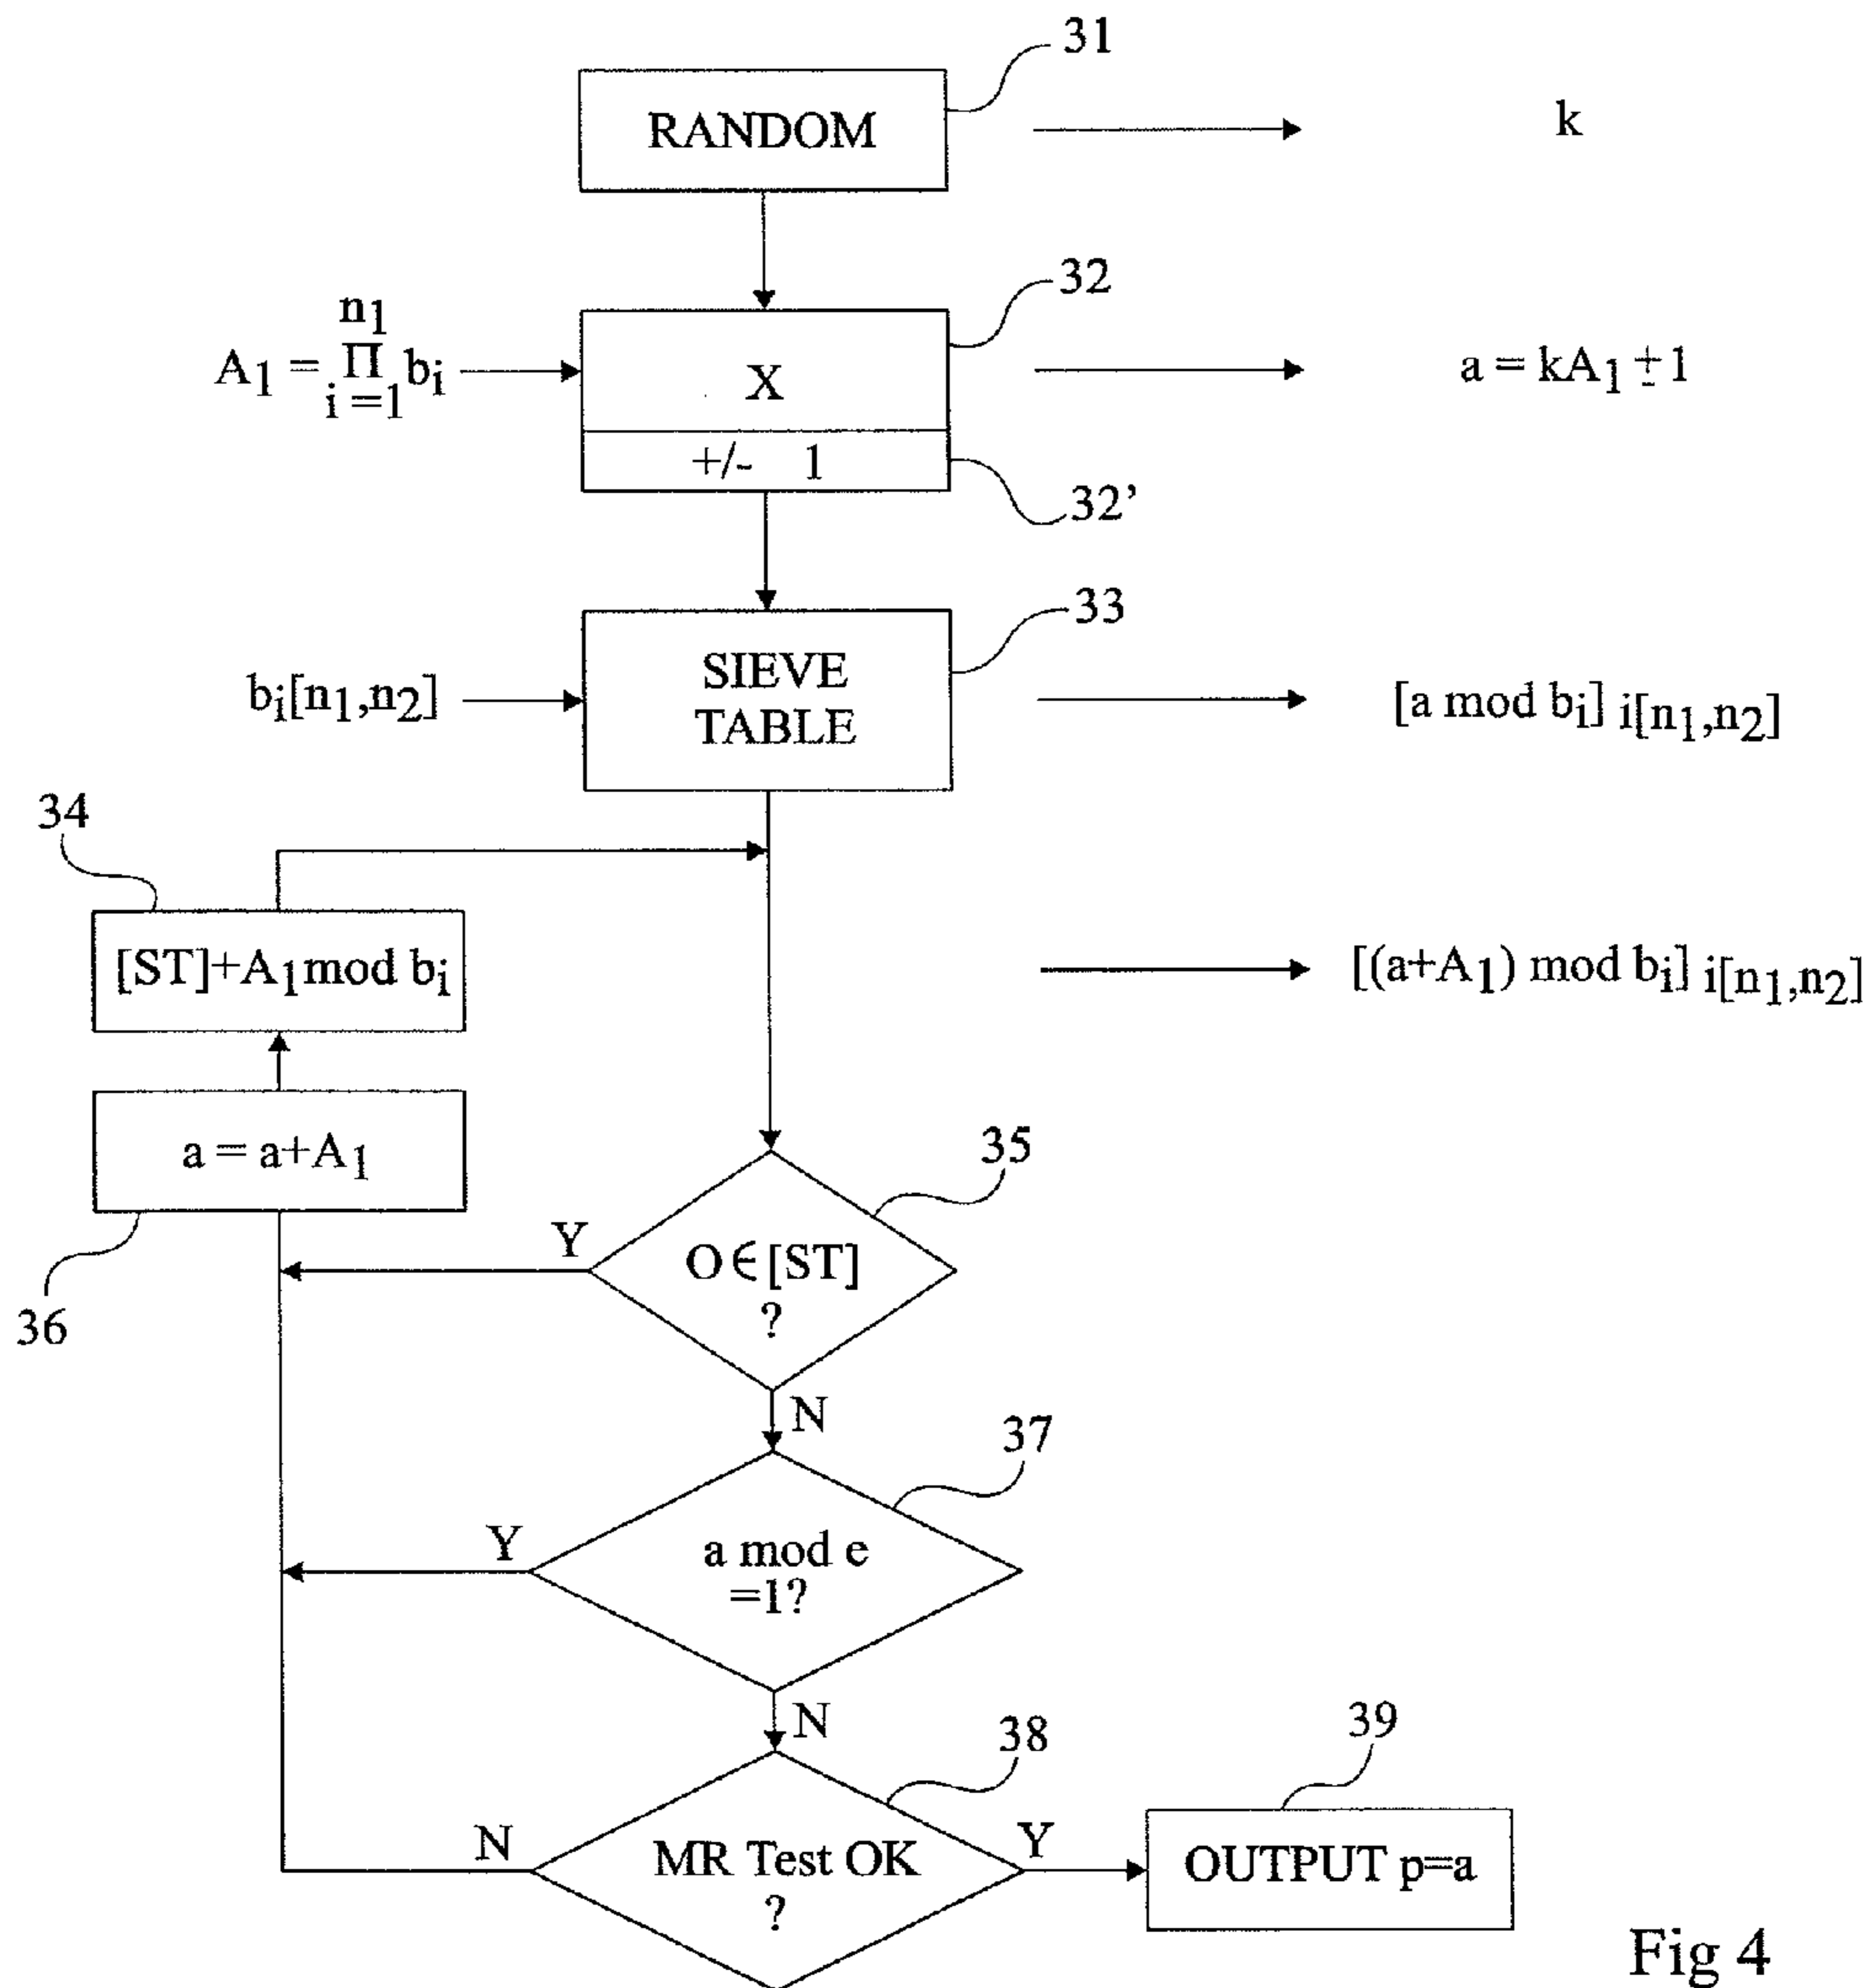 31
RANDOM
k
32
n1
A1 = Π bi
i =1
X
a = kA1 ± 1
+/- 1
32’
33
bi[n1,n2]
SIEVE
TABLE
[a mod bi] i[n1,n2]
34
[ST]+A1 mod bi
[(a+A1) mod bi] i[n1,n2]
a = a+A1
36
35
Y
O∈[ST]
?
N
37
Y
a mod e
=1?
N
38
39
N
MR Test OK
?
Y
OUTPUT p=a
Fig 4